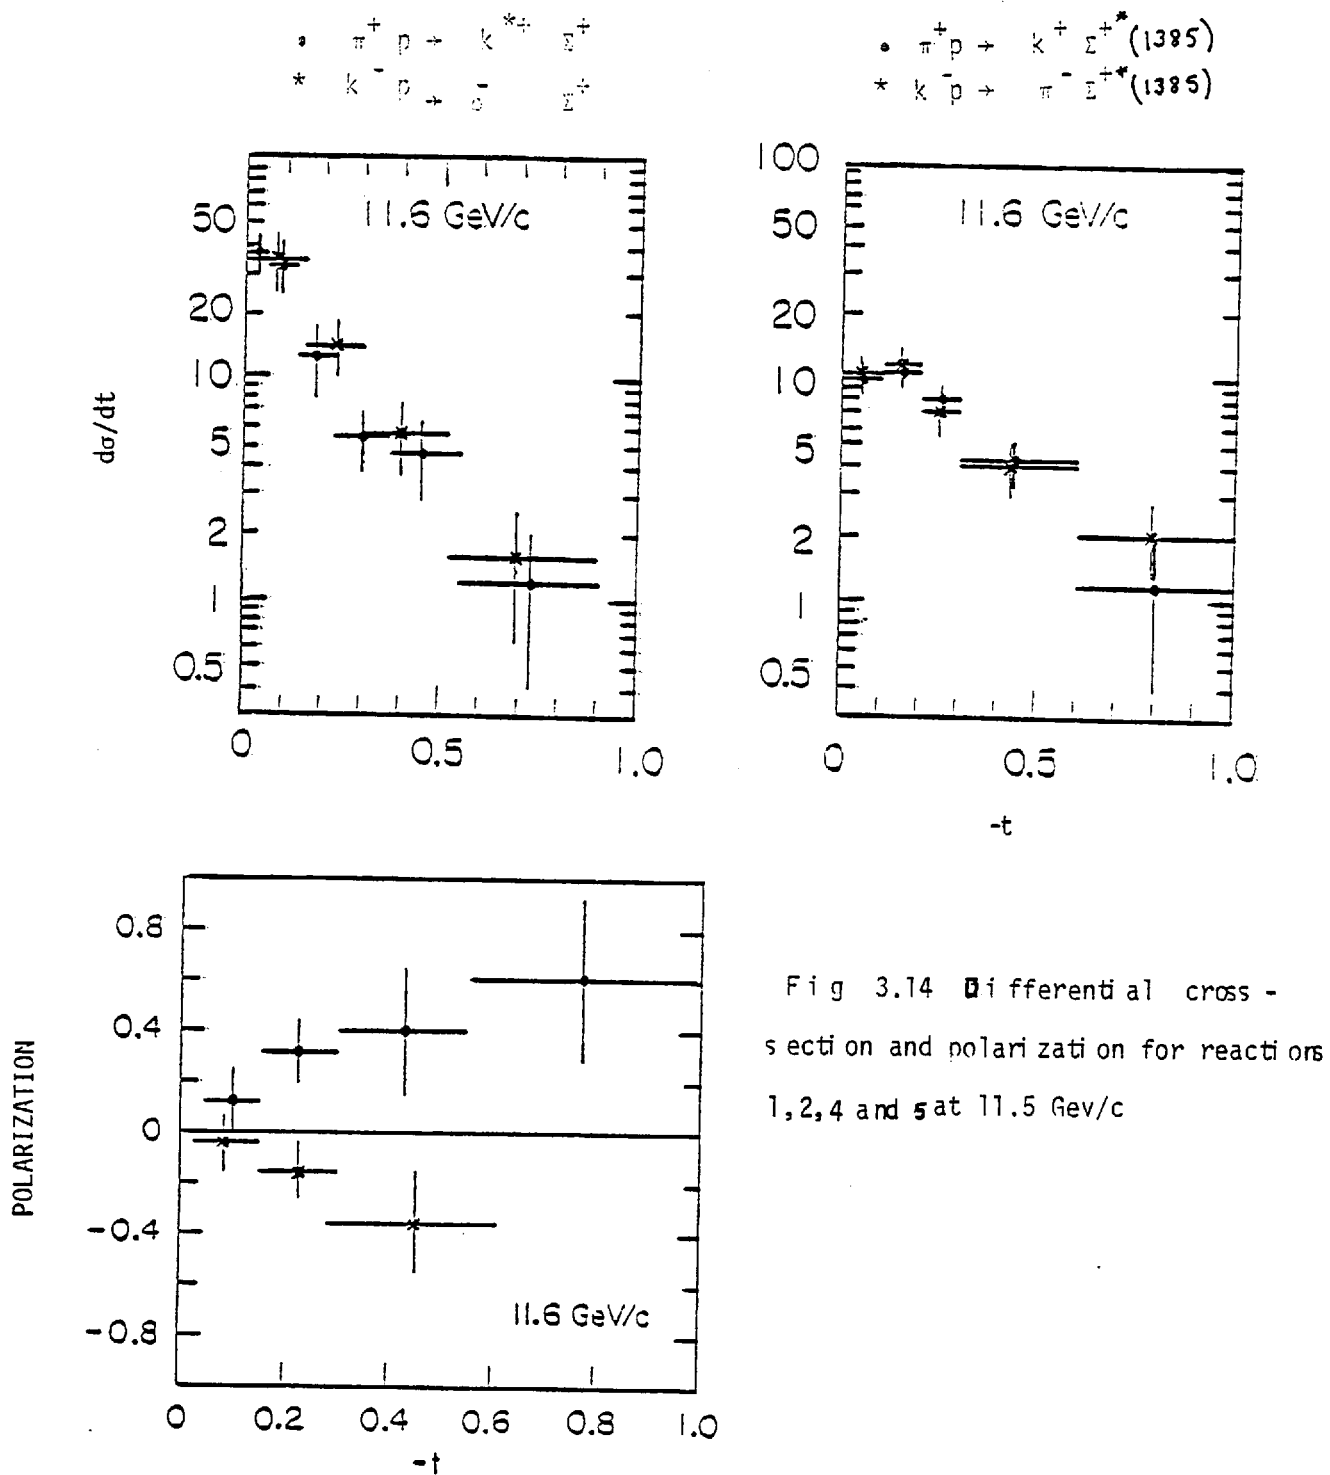 • π⁺ p → k*⁺ Σ⁺
* k⁻ p → ρ⁻ Σ⁺
• π⁺ p → k⁺ Σ⁺*(1385)
* k⁻ p → π⁻ Σ⁺*(1385)
11.6 GeV/c
50
20
10
5
2
1
0.5
dσ/dt
0 0.5 1.0
11.6 GeV/c
100
50
20
10
5
2
1
0.5
0 0.5 1.0
-t
POLARIZATION
0.8
0.4
0
-0.4
-0.8
11.6 GeV/c
0 0.2 0.4 0.6 0.8 1.0
-t
Fig 3.14 Differential cross-
section and polarization for reactions
1,2,4 and 5 at 11.5 Gev/c